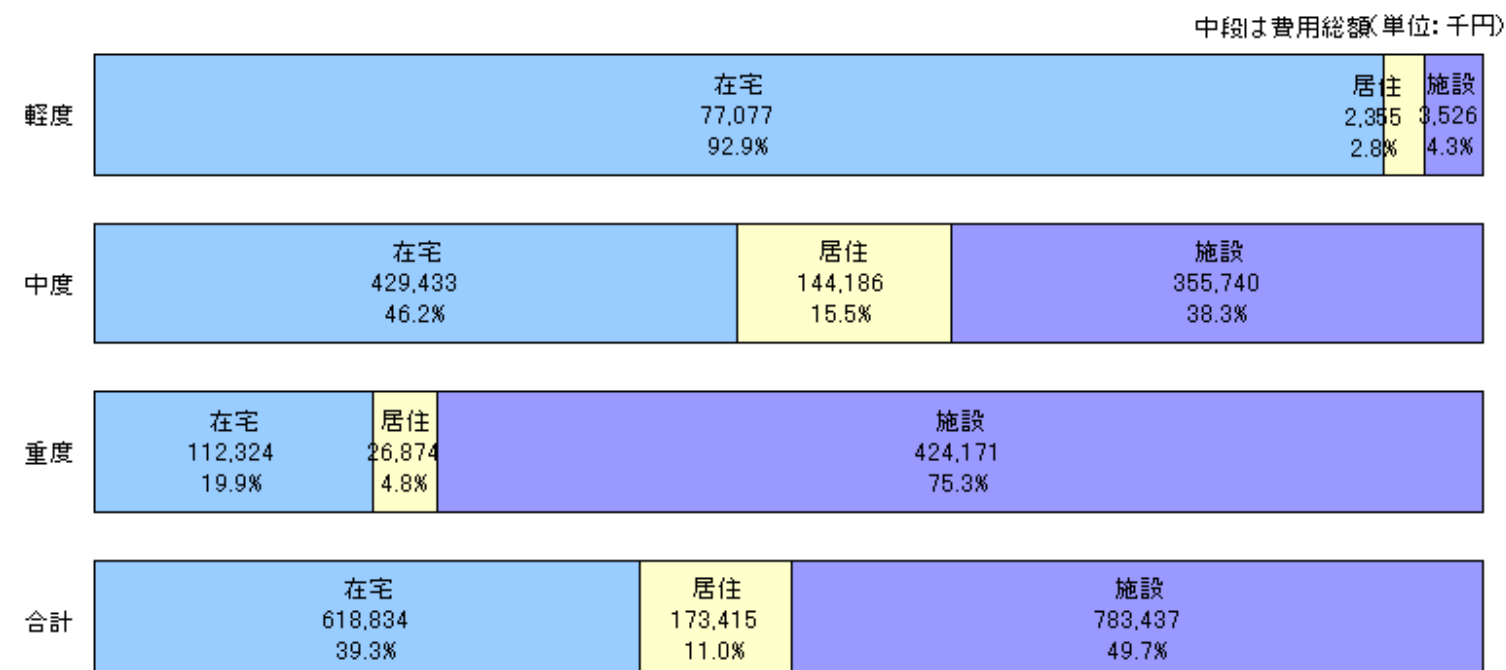 中段は費用総額(単位:千円)
軽度
在宅
77,077
92.9%
居住
2,355
2.8%
施設
3,526
4.3%
中度
在宅
429,433
46.2%
居住
144,186
15.5%
施設
355,740
38.3%
重度
在宅
112,324
19.9%
居住
26,874
4.8%
施設
424,171
75.3%
合計
在宅
618,834
39.3%
居住
173,415
11.0%
施設
783,437
49.7%